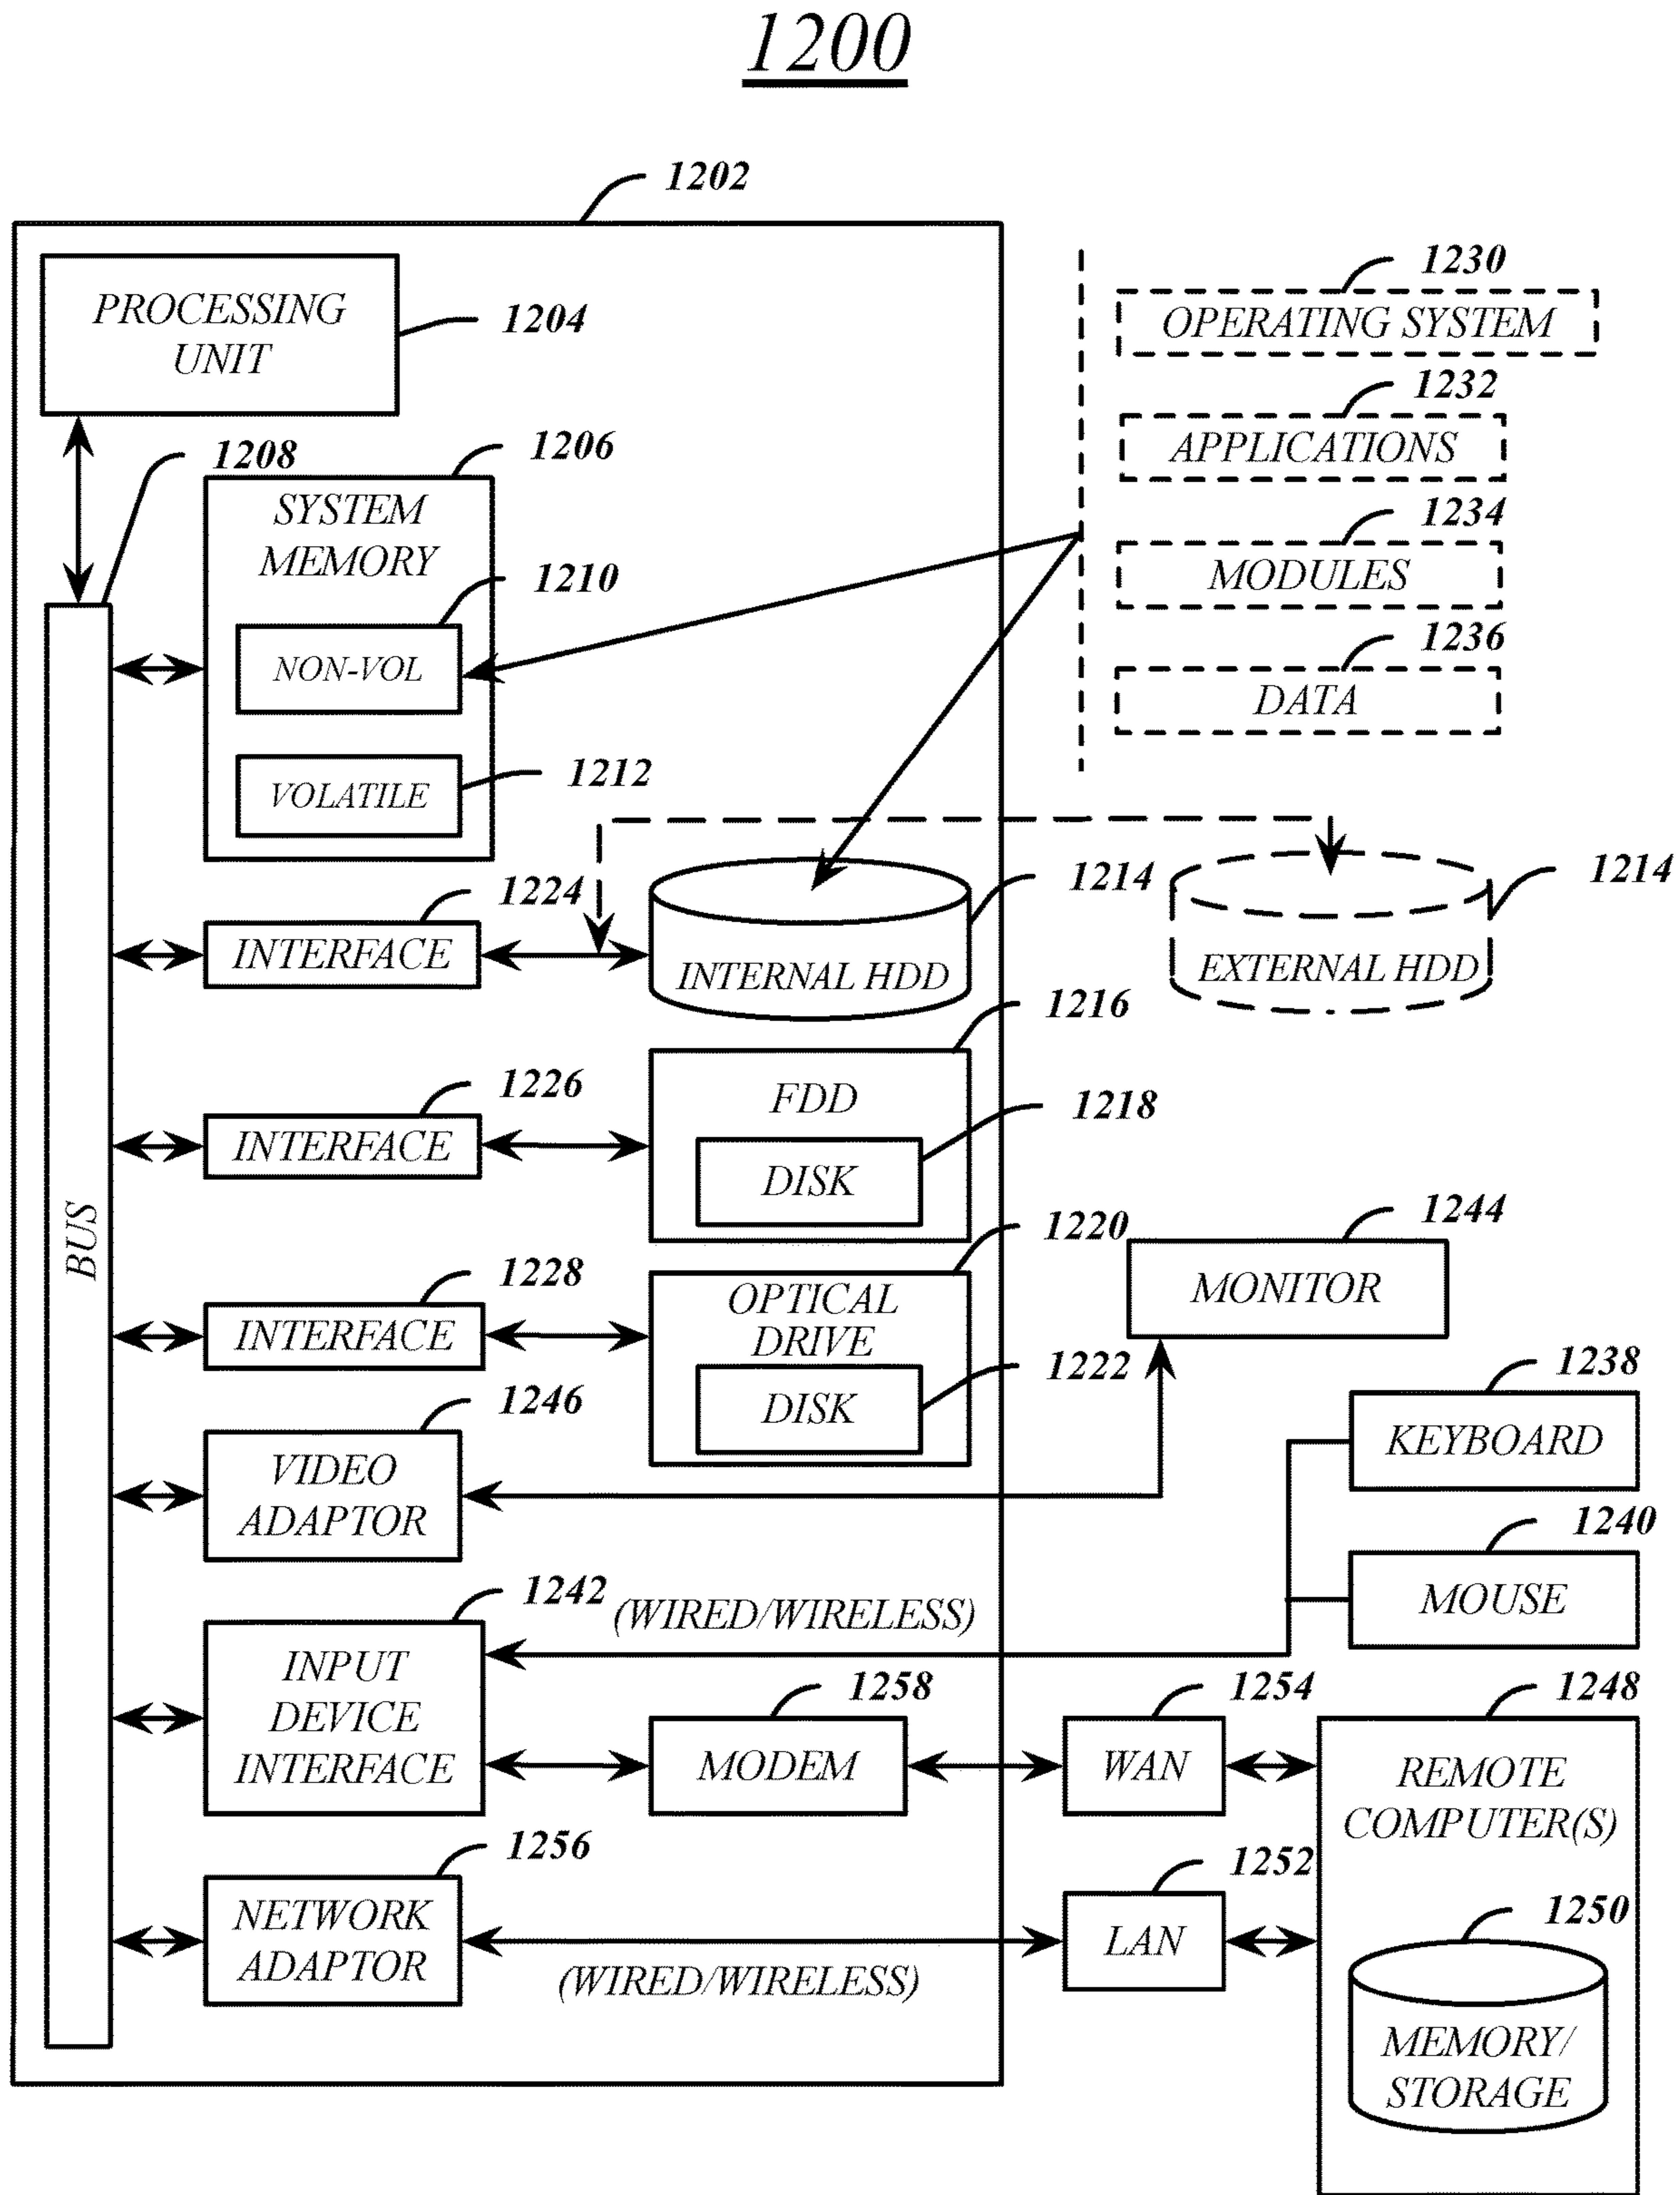 1200
1202
PROCESSING
UNIT
1204
1208
1206
SYSTEM
MEMORY
1210
NON-VOL
1212
VOLATILE
1230
OPERATING SYSTEM
1232
APPLICATIONS
1234
MODULES
1236
DATA
BUS
1224
INTERFACE
1214
INTERNAL HDD
1214
EXTERNAL HDD
1226
INTERFACE
1216
FDD
1218
DISK
1228
INTERFACE
1220
OPTICAL
DRIVE
1222
DISK
1244
MONITOR
1246
VIDEO
ADAPTOR
1238
KEYBOARD
1240
MOUSE
1242
(WIRED/WIRELESS)
INPUT
DEVICE
INTERFACE
1258
MODEM
1254
WAN
1248
REMOTE
COMPUTER(S)
1256
NETWORK
ADAPTOR
(WIRED/WIRELESS)
1252
LAN
1250
MEMORY/
STORAGE